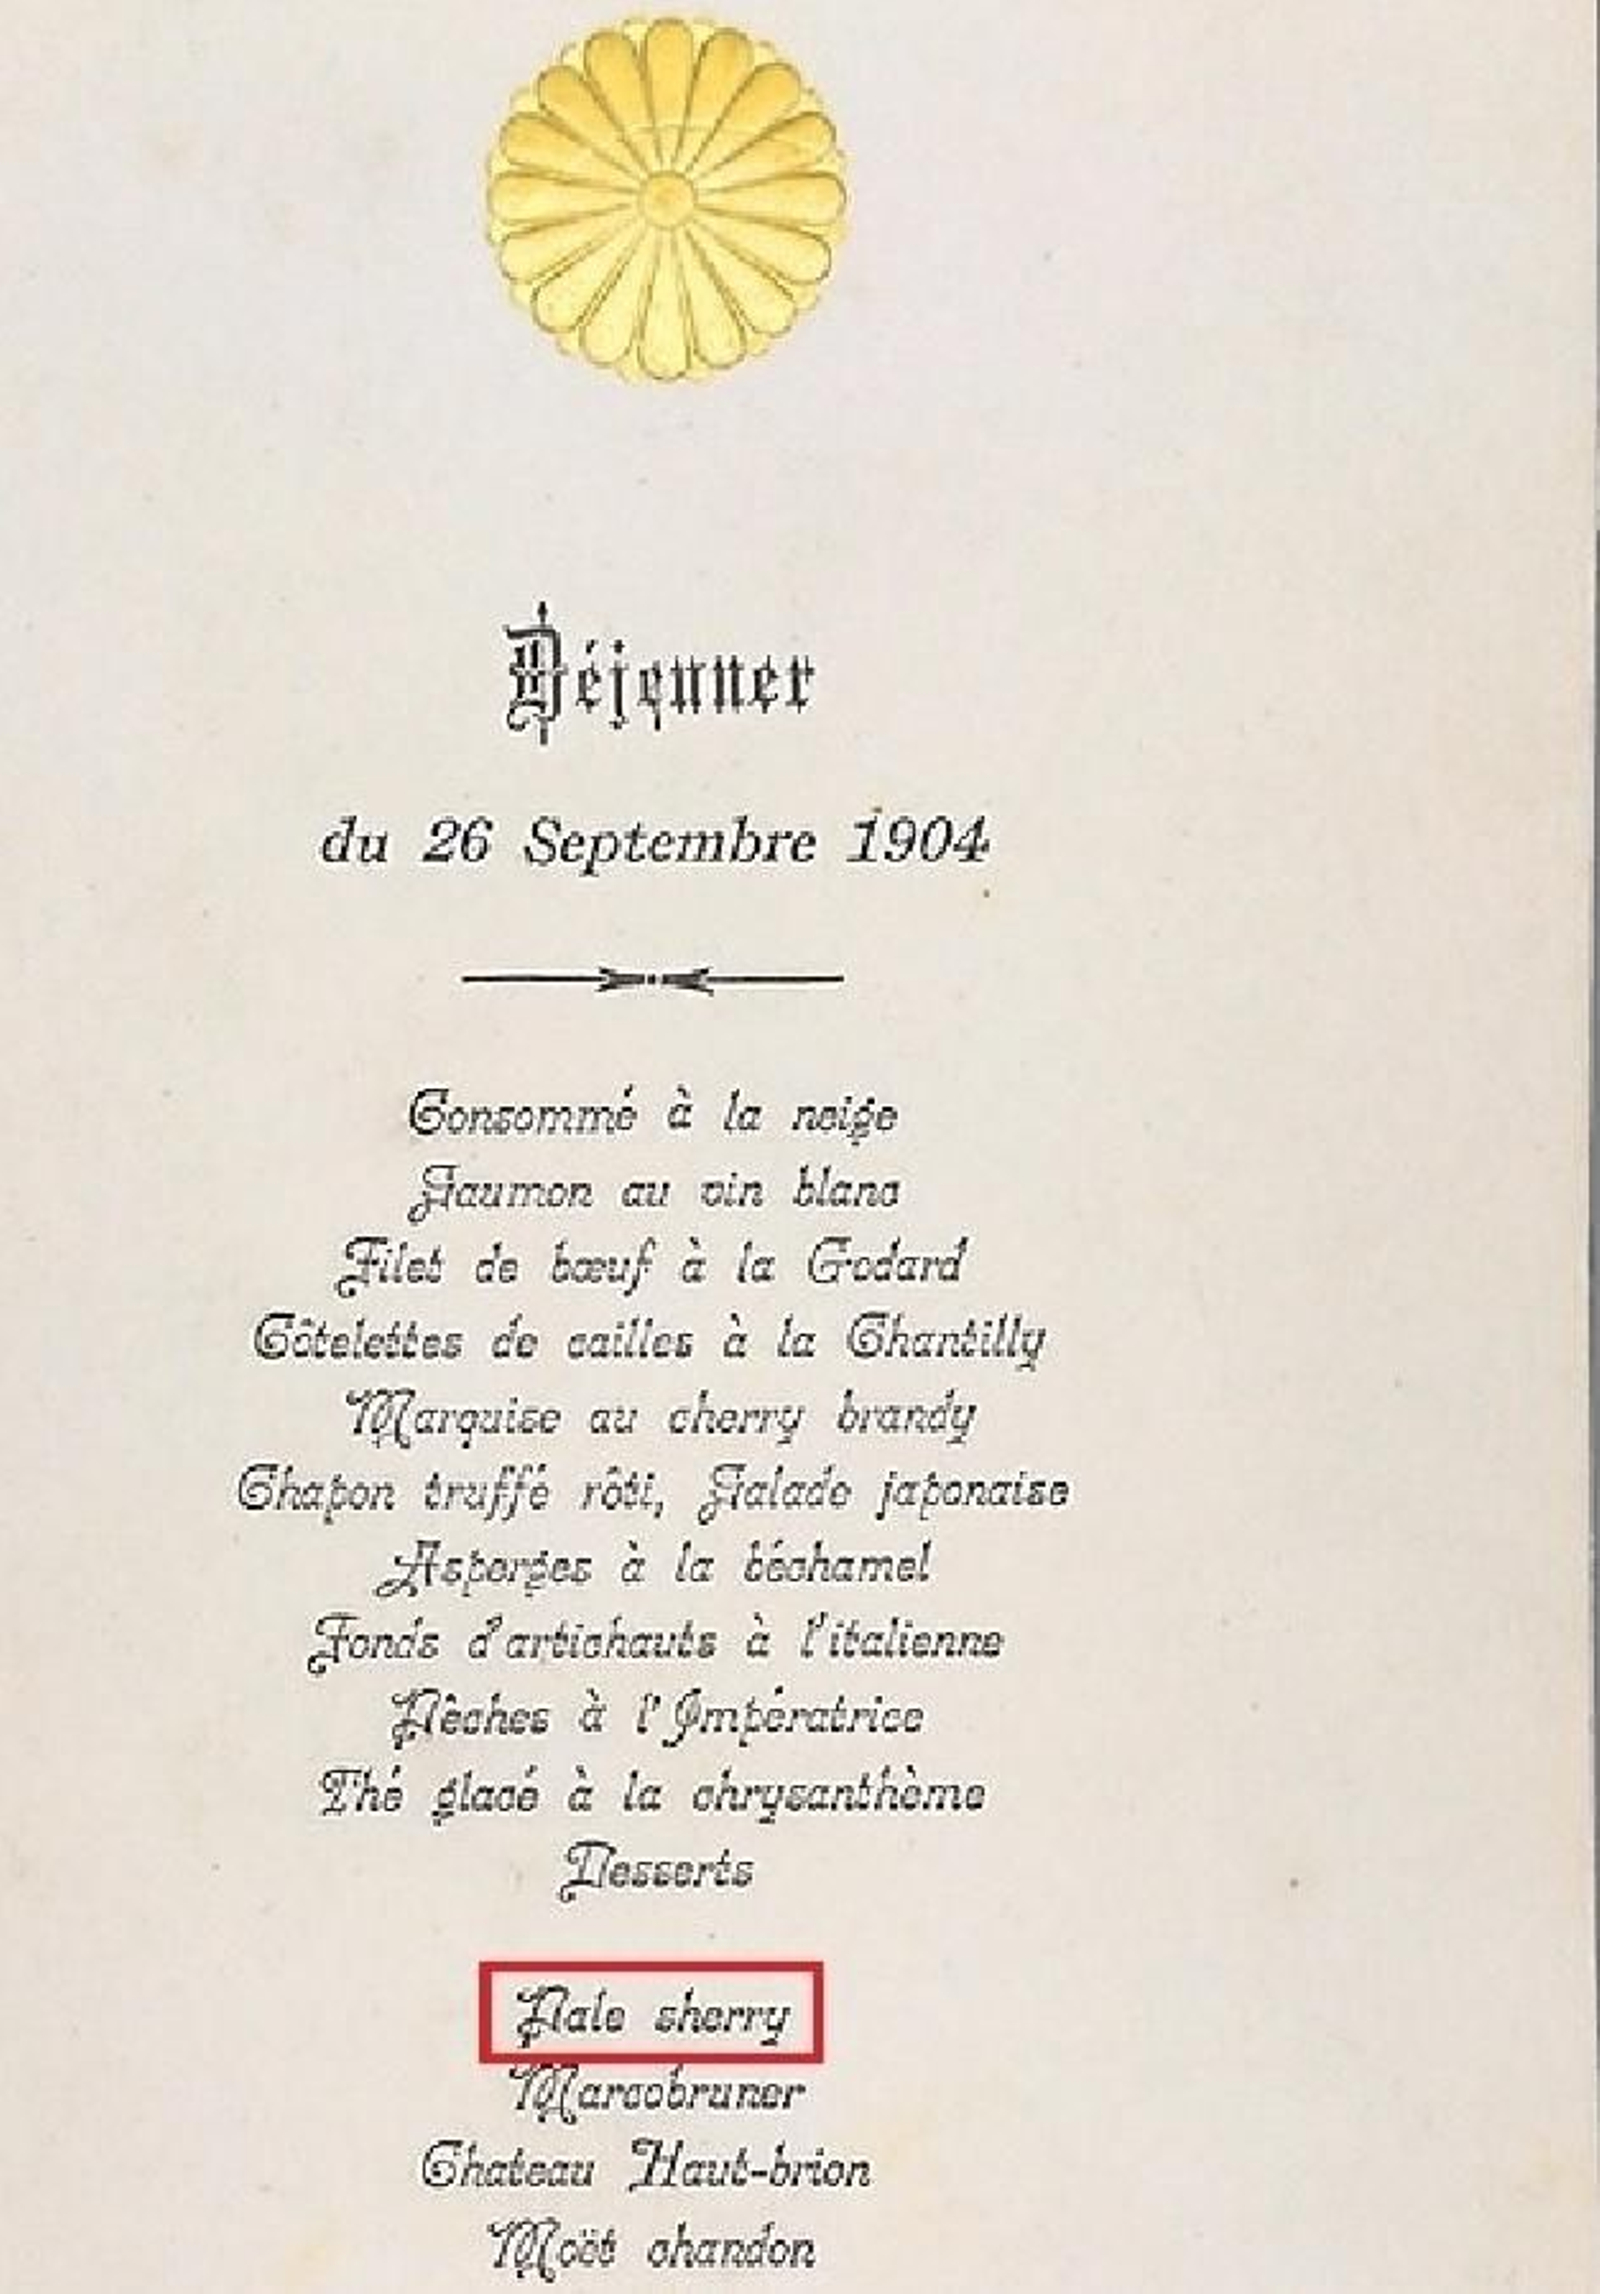 Déjeuner
du 26 Septembre 1904
Consommé à la neige
Saumon au vin blanc
Filet de bœuf à la Godard
Côtelettes de cailles à la Chantilly
Marquise au cherry brandy
Chapon truffé rôti, Salade japonaise
Asperges à la béchamel
Fonds d'artichauts à l'italienne
Pêches à l'Impératrice
Thé glacé à la chrysanthème
Desserts
Pale sherry
Marcobruner
Chateau Haut-brion
Moët chandon